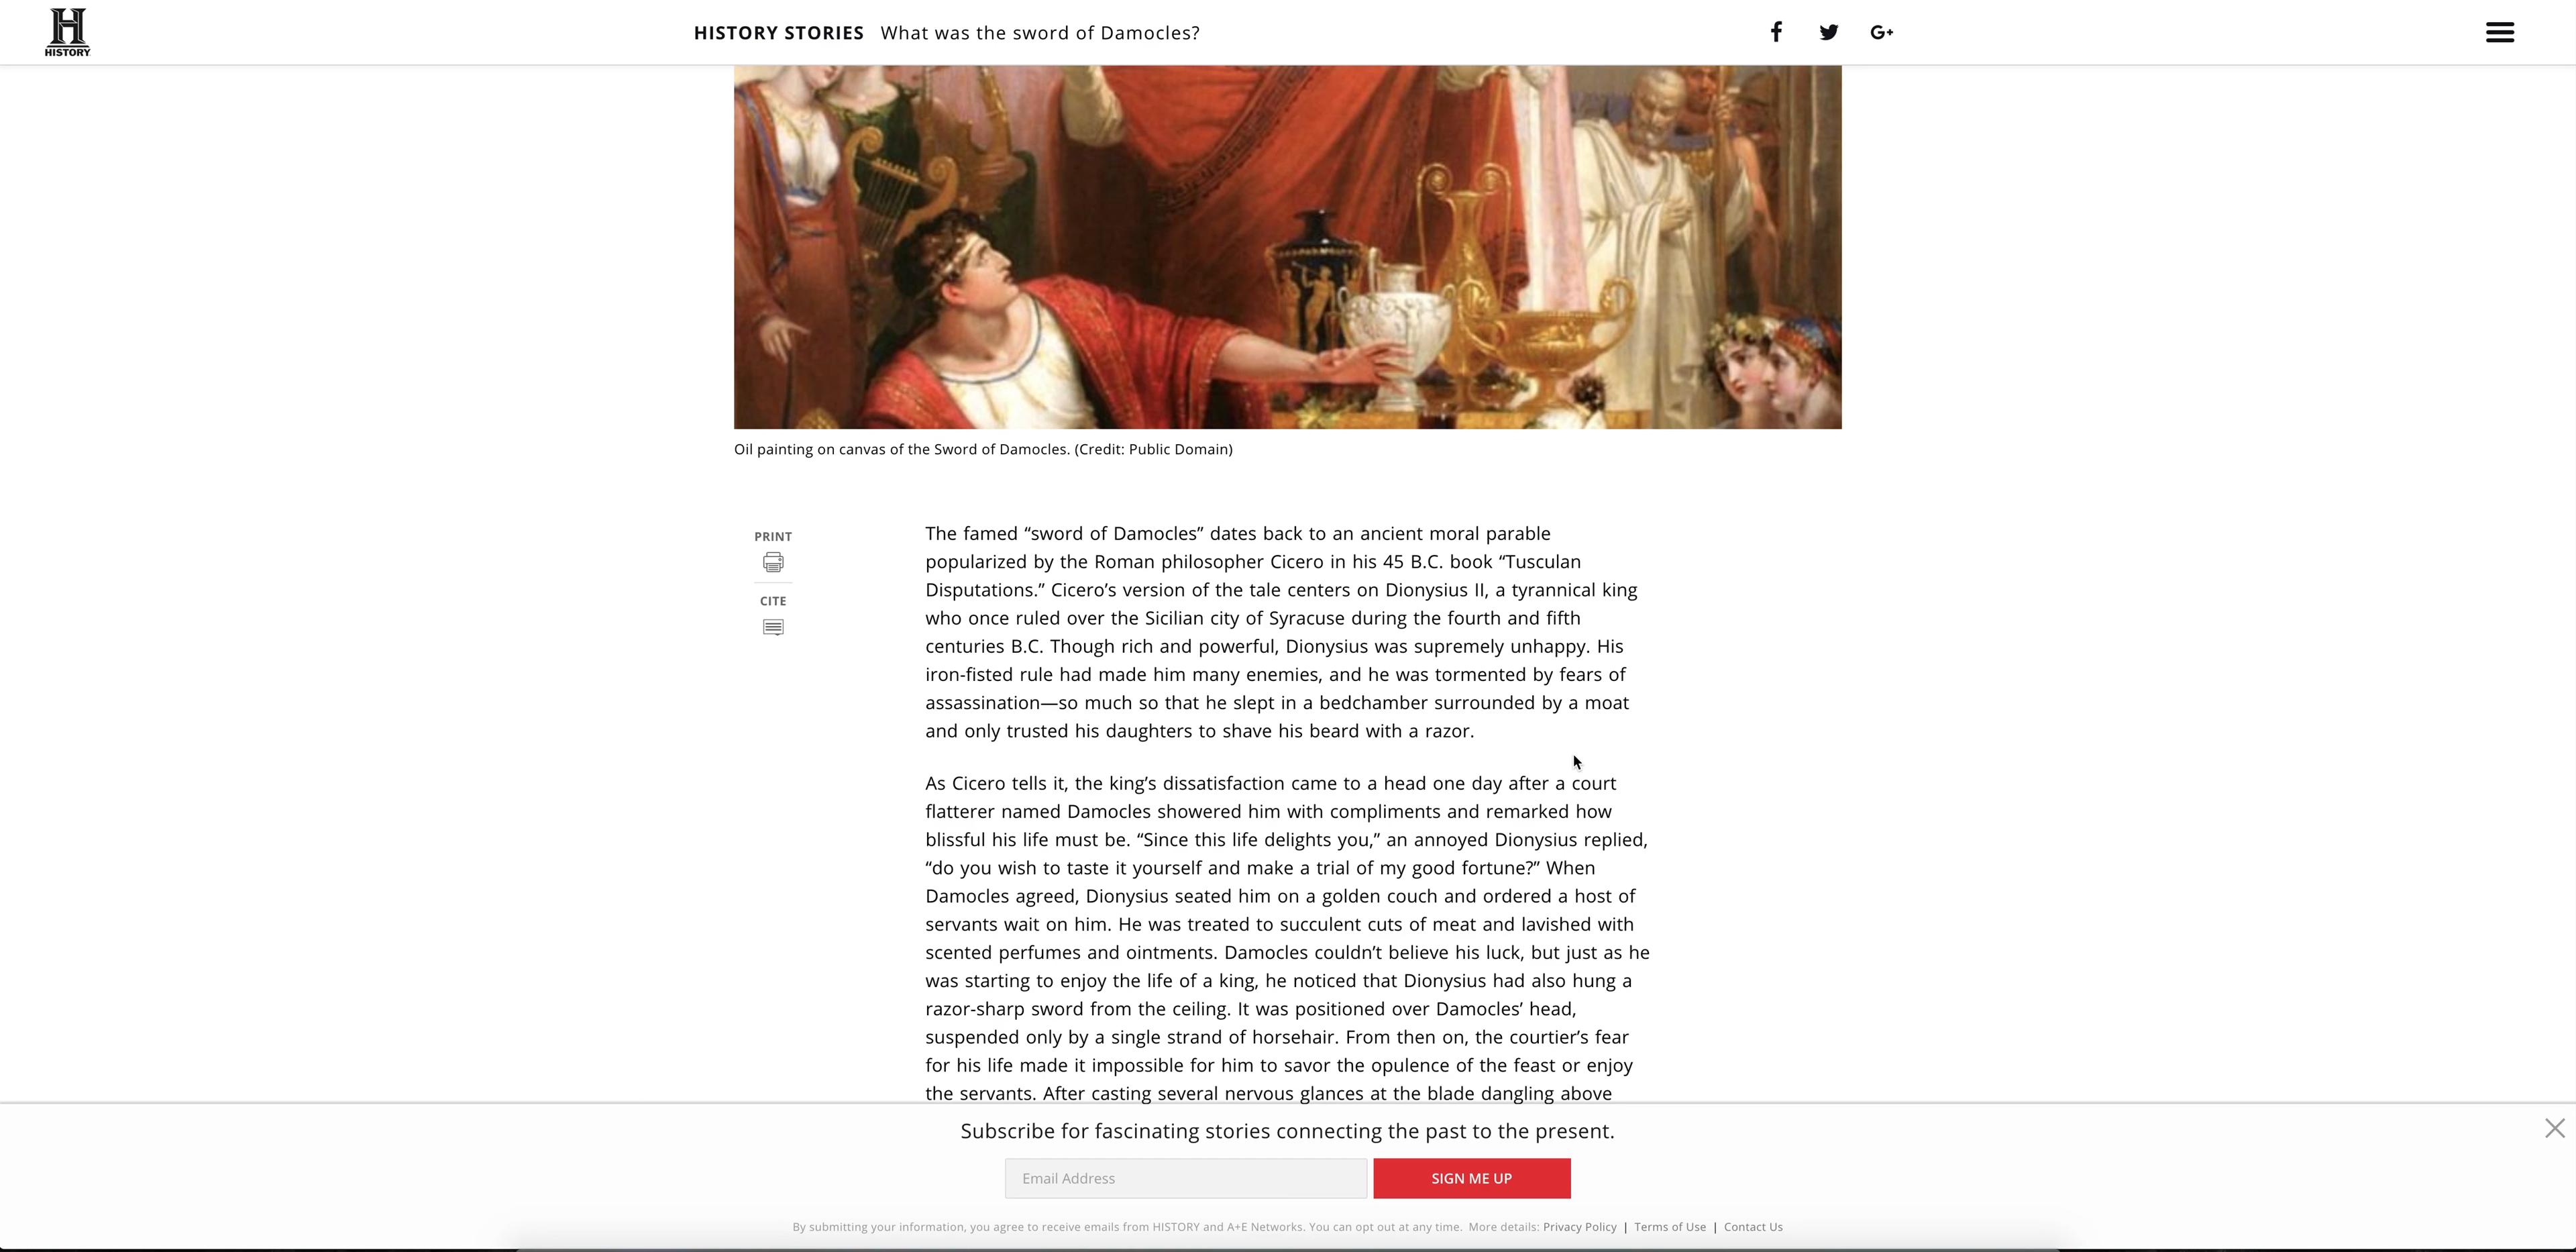 H
HISTORY
HISTORY STORIES What was the sword of Damocles?
f G+
Oil painting on canvas of the Sword of Damocles. (Credit: Public Domain)
PRINT
CITE
The famed “sword of Damocles” dates back to an ancient moral parable
popularized by the Roman philosopher Cicero in his 45 B.C. book “Tusculan
Disputations.” Cicero’s version of the tale centers on Dionysius II, a tyrannical king
who once ruled over the Sicilian city of Syracuse during the fourth and fifth
centuries B.C. Though rich and powerful, Dionysius was supremely unhappy. His
iron-fisted rule had made him many enemies, and he was tormented by fears of
assassination—so much so that he slept in a bedchamber surrounded by a moat
and only trusted his daughters to shave his beard with a razor.
As Cicero tells it, the king’s dissatisfaction came to a head one day after a court
flatterer named Damocles showered him with compliments and remarked how
blissful his life must be. “Since this life delights you,” an annoyed Dionysius replied,
“do you wish to taste it yourself and make a trial of my good fortune?” When
Damocles agreed, Dionysius seated him on a golden couch and ordered a host of
servants wait on him. He was treated to succulent cuts of meat and lavished with
scented perfumes and ointments. Damocles couldn’t believe his luck, but just as he
was starting to enjoy the life of a king, he noticed that Dionysius had also hung a
razor-sharp sword from the ceiling. It was positioned over Damocles’ head,
suspended only by a single strand of horsehair. From then on, the courtier’s fear
for his life made it impossible for him to savor the opulence of the feast or enjoy
the servants. After casting several nervous glances at the blade dangling above
Subscribe for fascinating stories connecting the past to the present.
Email Address
SIGN ME UP
By submitting your information, you agree to receive emails from HISTORY and A+E Networks. You can opt out at any time. More details: Privacy Policy | Terms of Use | Contact Us